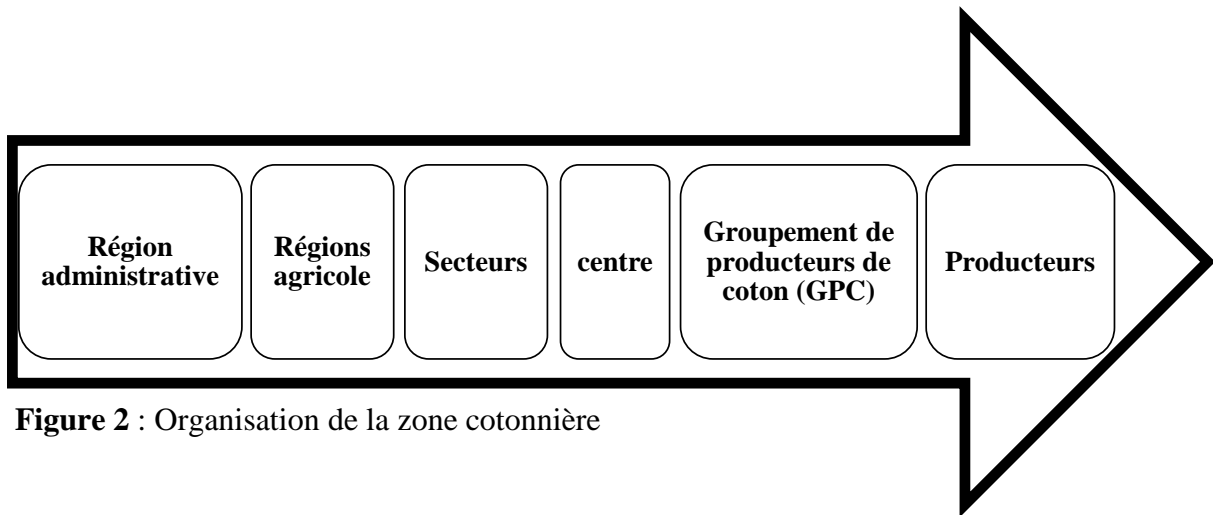 Région
administrative
Régions
agricole
Secteurs
centre
Groupement de
producteurs de
coton (GPC)
Producteurs
Figure 2 : Organisation de la zone cotonnière